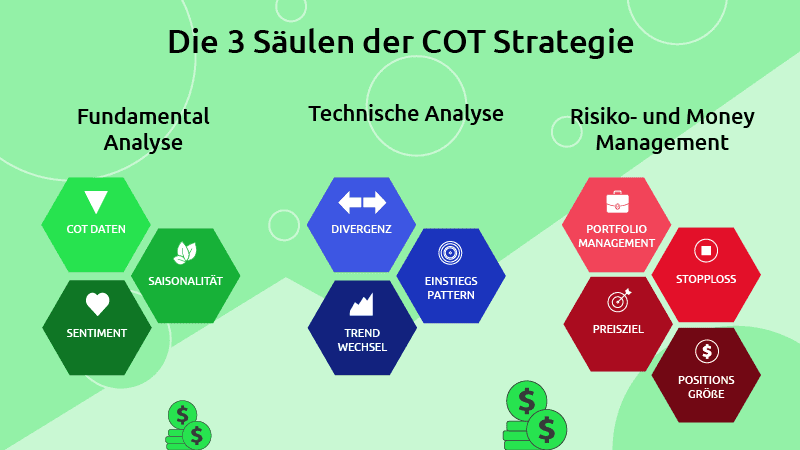 Die 3 Säulen der COT Strategie
Fundamental
Analyse
COT DATEN
SAISONALITÄT
SENTIMENT
Technische Analyse
DIVERGENZ
EINSTIEGS
PATTERN
TREND
WECHSEL
Risiko- und Money
Management
PORTFOLIO
MANAGEMENT
STOPPLOSS
PREISZIEL
POSITIONS
GRÖßE
$
$
$
$
$